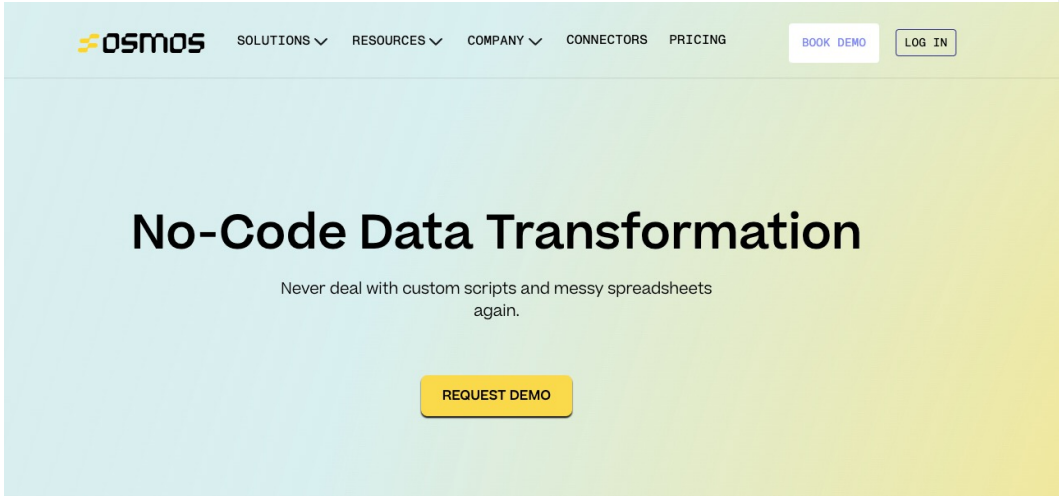 OSMOS SOLUTIONS RESOURCES COMPANY CONNECTORS PRICING BOOK DEMO LOG IN
No-Code Data Transformation
Never deal with custom scripts and messy spreadsheets
again.
REQUEST DEMO